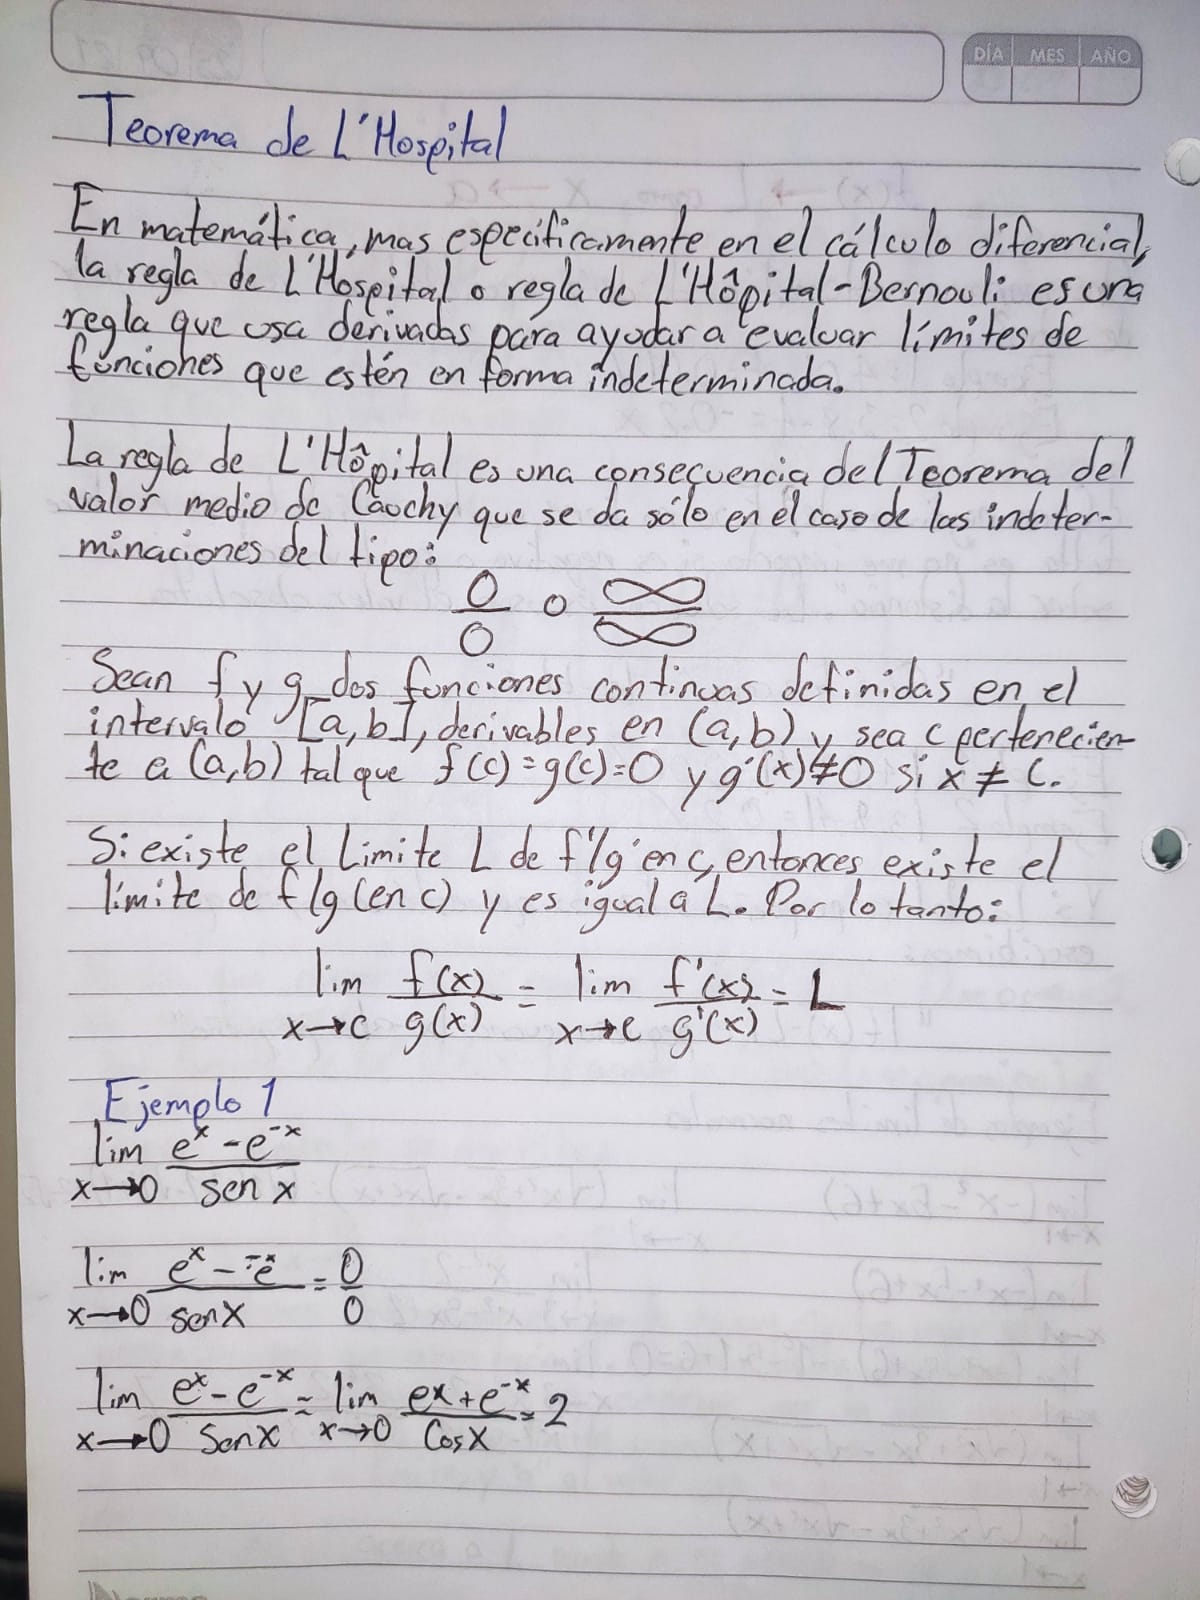 DÍA MES AÑO
Teorema de L'Hospital
En matemática, mas especificamente en el cálculo diferencial,
la regla de L'Hospital o regla de L'Hôpital-Bernouli es una
regla que usa derivadas para ayudar a evaluar límites de
funciones que estén en forma indeterminada.
La regla de L'Hôpital es una consecuencia del Teorema del
valor medio de Cauchy que se da sólo en el caso de las indeter-
minaciones del tipo:
0/0 o ∞/∞
Sean f y g dos funciones continuas definidas en el
intervalo [a,b], derivables en (a,b) y sea c pertenecien-
te a (a,b) tal que f(c)=g(c)=0 y g'(x)≠0 si x ≠ c.
Si existe el Limite L de f'/g' en c, entonces existe el
límite de f/g (en c) y es igual a L. Por lo tanto:
lim x→c f(x)/g(x) = lim x→c f'(x)/g'(x) = L
Ejemplo 1
lim x→0 (e^x - e^-x)/sen x
lim x→0 (e^x - e^-x)/sen x = 0/0
lim x→0 (e^x - e^-x)/sen x = lim x→0 (ex + e^-x)/Cos x = 2